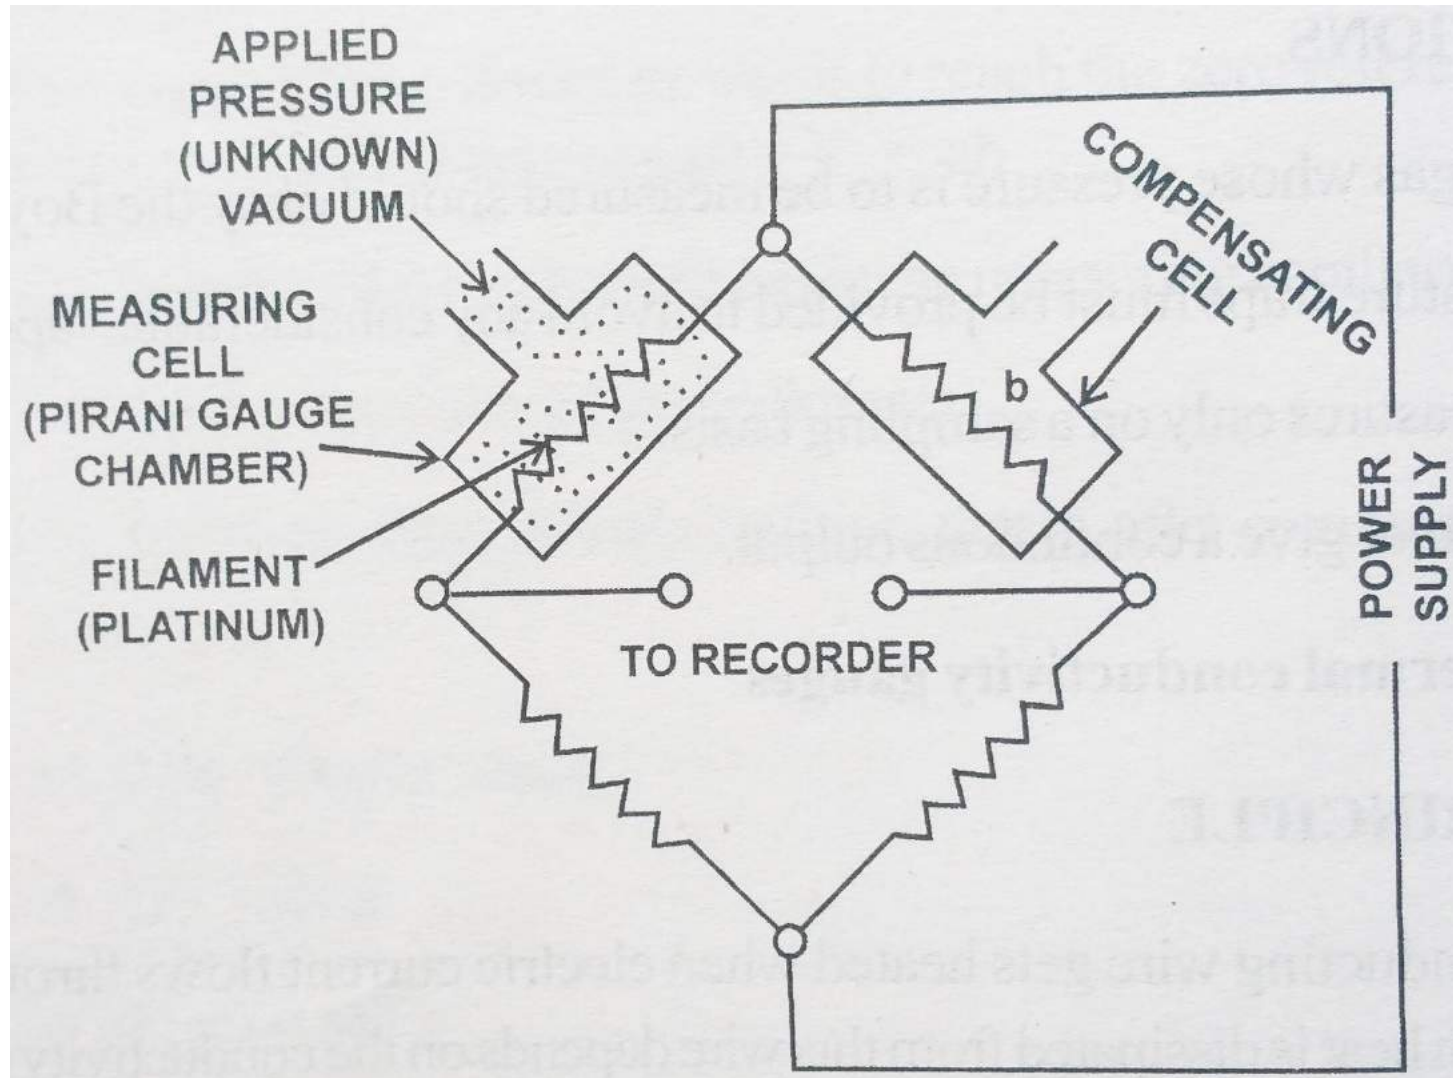 APPLIED
PRESSURE
(UNKNOWN)
VACUUM
MEASURING
CELL
(PIRANI GAUGE
CHAMBER)
FILAMENT
(PLATINUM)
COMPENSATING
CELL
b
TO RECORDER
POWER
SUPPLY